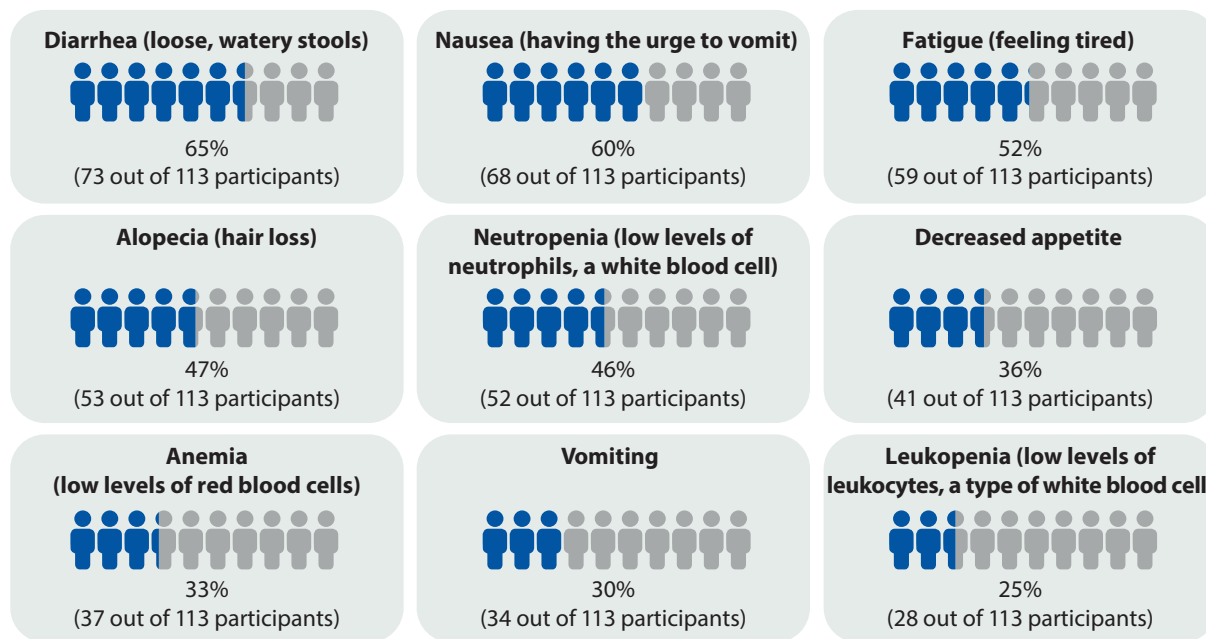 Diarrhea (loose, watery stools)
65%
(73 out of 113 participants)
Nausea (having the urge to vomit)
60%
(68 out of 113 participants)
Fatigue (feeling tired)
52%
(59 out of 113 participants)
Alopecia (hair loss)
47%
(53 out of 113 participants)
Neutropenia (low levels of
neutrophils, a white blood cell)
46%
(52 out of 113 participants)
Decreased appetite
36%
(41 out of 113 participants)
Anemia
(low levels of red blood cells)
33%
(37 out of 113 participants)
Vomiting
30%
(34 out of 113 participants)
Leukopenia (low levels of
leukocytes, a type of white blood cell
25%
(28 out of 113 participants)